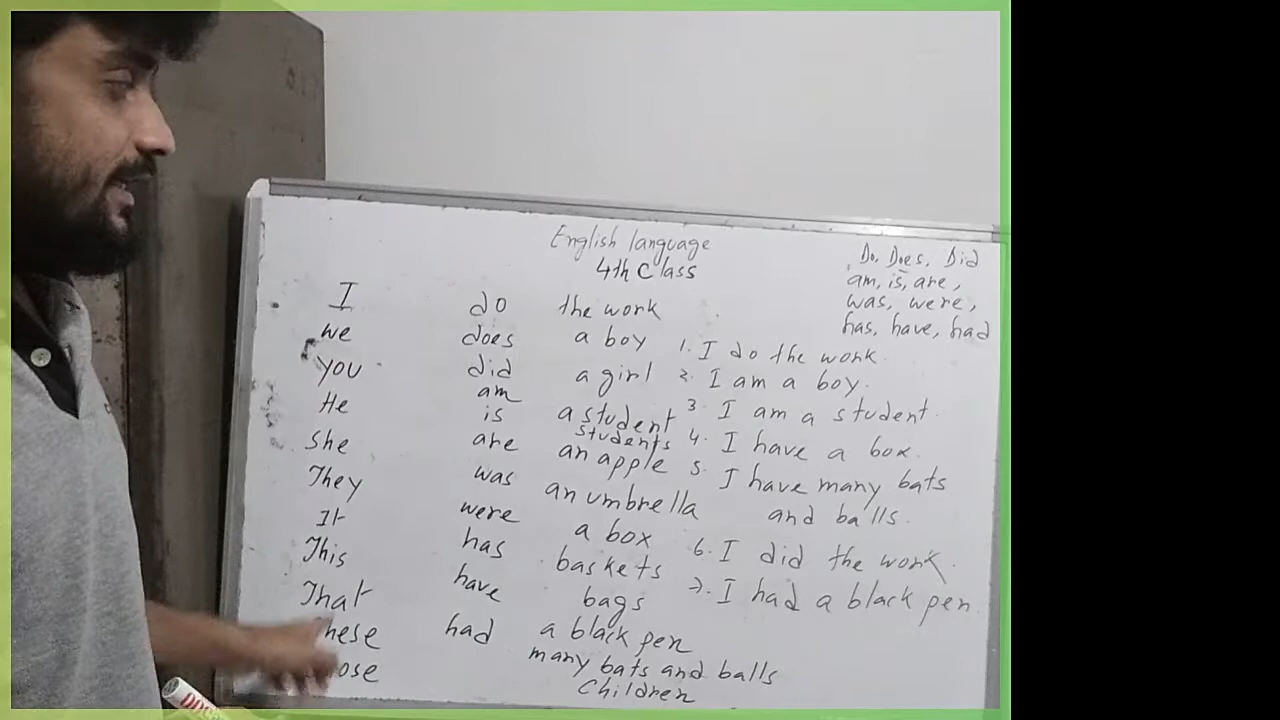 English language
4th Class
Do, Does, Did
am, is, are,
was, were,
has, have, had
I do the work
we does a boy
you did a girl
am
He is a student
students
she are an apple
They was an umbrella
It were a box
This has baskets
That have bags
hese had a black pen
ose many bats and balls
Children
1. I do the work
2. I am a boy.
3. I am a student.
4. I have a box.
5. I have many bats
and balls.
6. I did the work.
7. I had a black pen